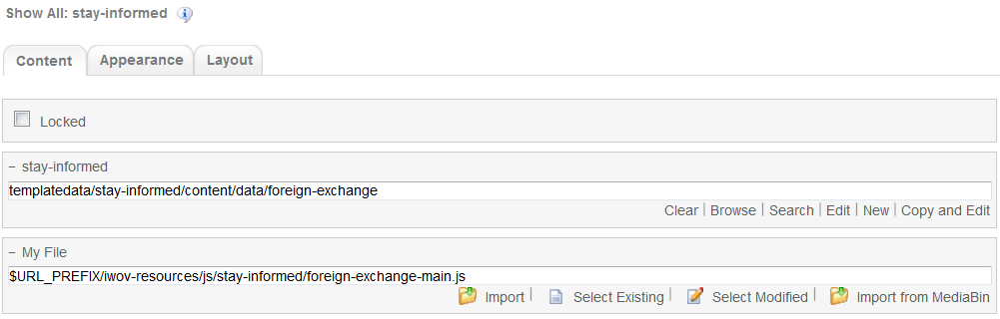 Show All: stay-informed
Content Appearance Layout
Locked
− stay-informed
templatedata/stay-informed/content/data/foreign-exchange
Clear | Browse | Search | Edit | New | Copy and Edit
− My File
$URL_PREFIX/iwov-resources/js/stay-informed/foreign-exchange-main.js
Import | Select Existing | Select Modified | Import from MediaBin